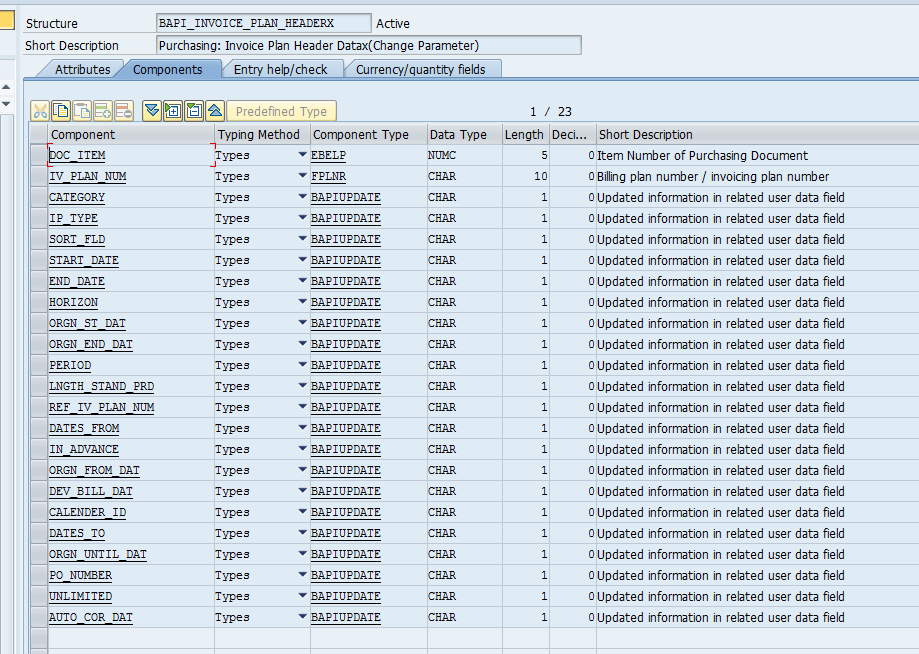 Structure BAPI_INVOICE_PLAN_HEADERX Active
Short Description Purchasing: Invoice Plan Header Datax(Change Parameter)
Attributes Components Entry help/check Currency/quantity fields
Predefined Type 1 / 23
Component Typing Method Component Type Data Type Length Deci... Short Description
DOC_ITEM Types EBELP NUMC 5 0 Item Number of Purchasing Document
IV_PLAN_NUM Types FPLNR CHAR 10 0 Billing plan number / invoicing plan number
CATEGORY Types BAPIUPDATE CHAR 1 0 Updated information in related user data field
IP_TYPE Types BAPIUPDATE CHAR 1 0 Updated information in related user data field
SORT_FLD Types BAPIUPDATE CHAR 1 0 Updated information in related user data field
START_DATE Types BAPIUPDATE CHAR 1 0 Updated information in related user data field
END_DATE Types BAPIUPDATE CHAR 1 0 Updated information in related user data field
HORIZON Types BAPIUPDATE CHAR 1 0 Updated information in related user data field
ORGN_ST_DAT Types BAPIUPDATE CHAR 1 0 Updated information in related user data field
ORGN_END_DAT Types BAPIUPDATE CHAR 1 0 Updated information in related user data field
PERIOD Types BAPIUPDATE CHAR 1 0 Updated information in related user data field
LNGTH_STAND_PRD Types BAPIUPDATE CHAR 1 0 Updated information in related user data field
REF_IV_PLAN_NUM Types BAPIUPDATE CHAR 1 0 Updated information in related user data field
DATES_FROM Types BAPIUPDATE CHAR 1 0 Updated information in related user data field
IN_ADVANCE Types BAPIUPDATE CHAR 1 0 Updated information in related user data field
ORGN_FROM_DAT Types BAPIUPDATE CHAR 1 0 Updated information in related user data field
DEV_BILL_DAT Types BAPIUPDATE CHAR 1 0 Updated information in related user data field
CALENDER_ID Types BAPIUPDATE CHAR 1 0 Updated information in related user data field
DATES_TO Types BAPIUPDATE CHAR 1 0 Updated information in related user data field
ORGN_UNTIL_DAT Types BAPIUPDATE CHAR 1 0 Updated information in related user data field
PO_NUMBER Types BAPIUPDATE CHAR 1 0 Updated information in related user data field
UNLIMITED Types BAPIUPDATE CHAR 1 0 Updated information in related user data field
AUTO_COR_DAT Types BAPIUPDATE CHAR 1 0 Updated information in related user data field